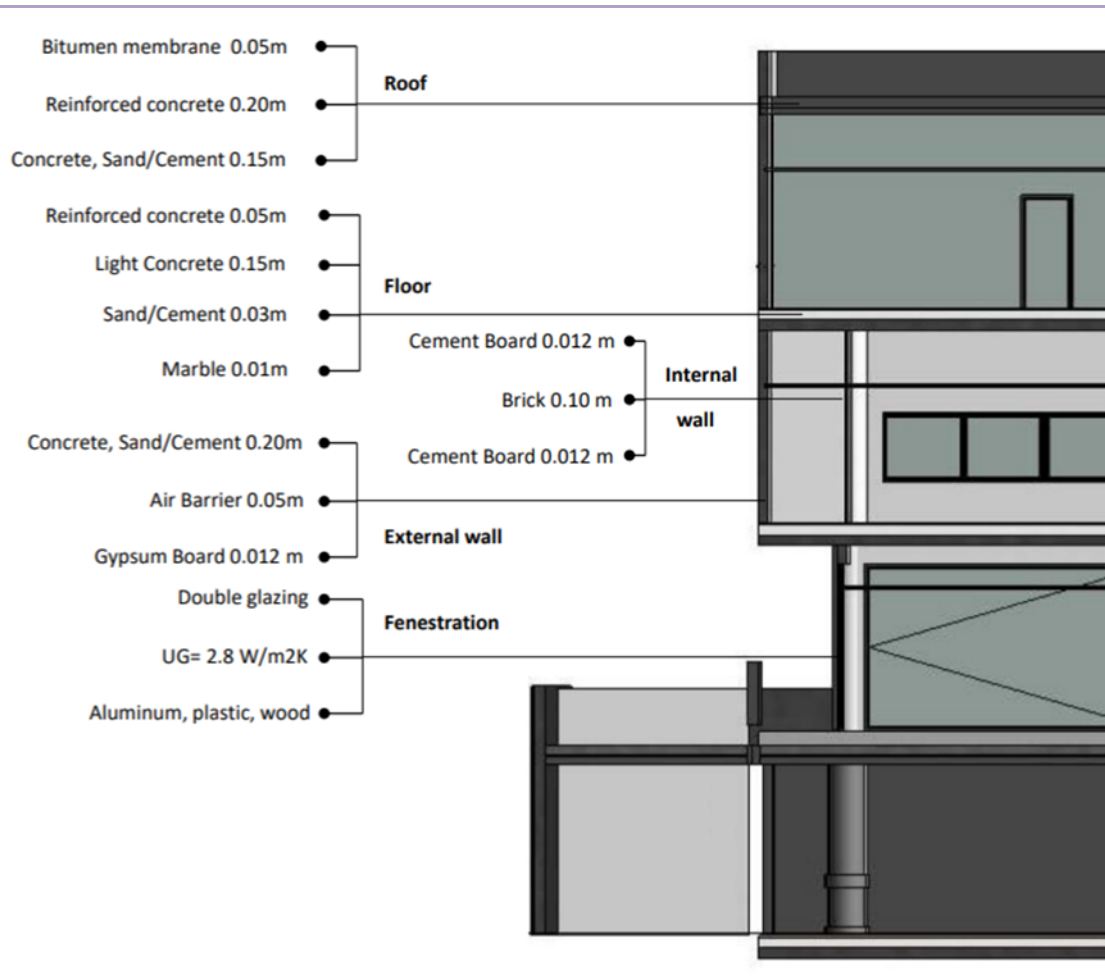 Bitumen membrane 0.05m
Roof
Reinforced concrete 0.20m
Concrete, Sand/Cement 0.15m
Reinforced concrete 0.05m
Light Concrete 0.15m
Floor
Sand/Cement 0.03m
Marble 0.01m
Cement Board 0.012 m
Internal
Brick 0.10 m
wall
Cement Board 0.012 m
Concrete, Sand/Cement 0.20m
Air Barrier 0.05m
External wall
Gypsum Board 0.012 m
Double glazing
Fenestration
UG= 2.8 W/m2K
Aluminum, plastic, wood